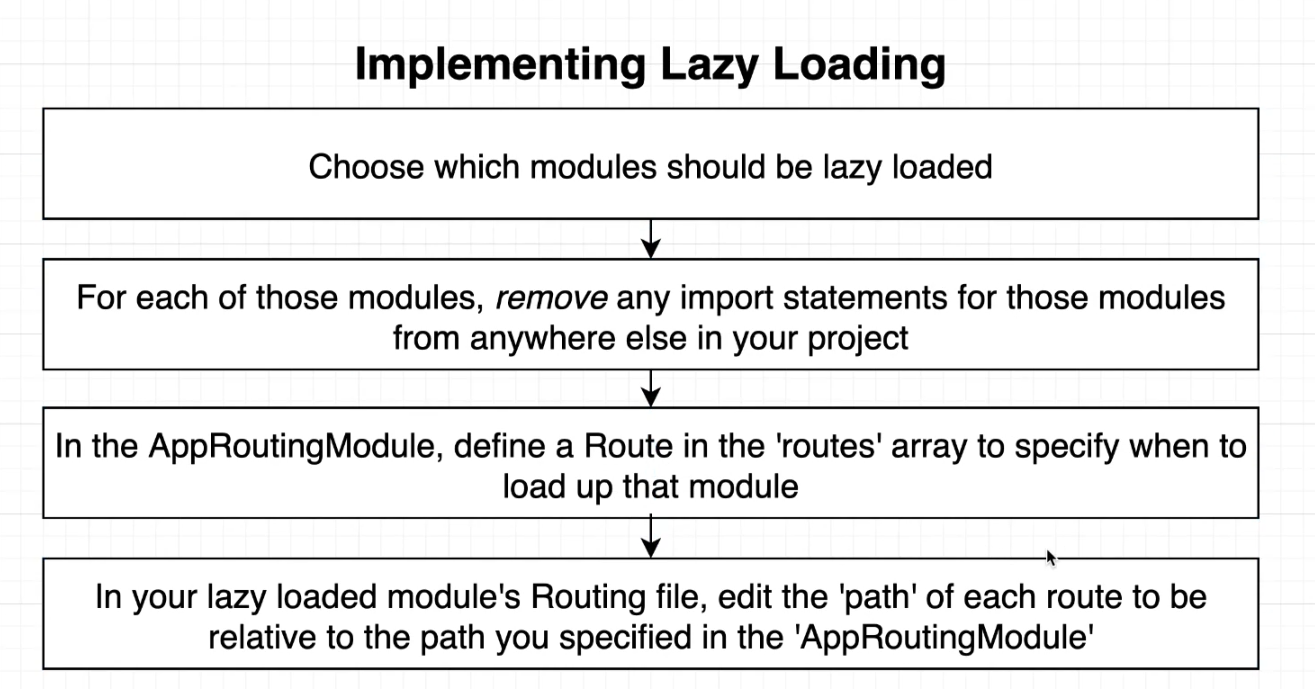 Implementing Lazy Loading
Choose which modules should be lazy loaded
For each of those modules, remove any import statements for those modules
from anywhere else in your project
In the AppRoutingModule, define a Route in the 'routes' array to specify when to
load up that module
In your lazy loaded module's Routing file, edit the 'path' of each route to be
relative to the path you specified in the 'AppRoutingModule'